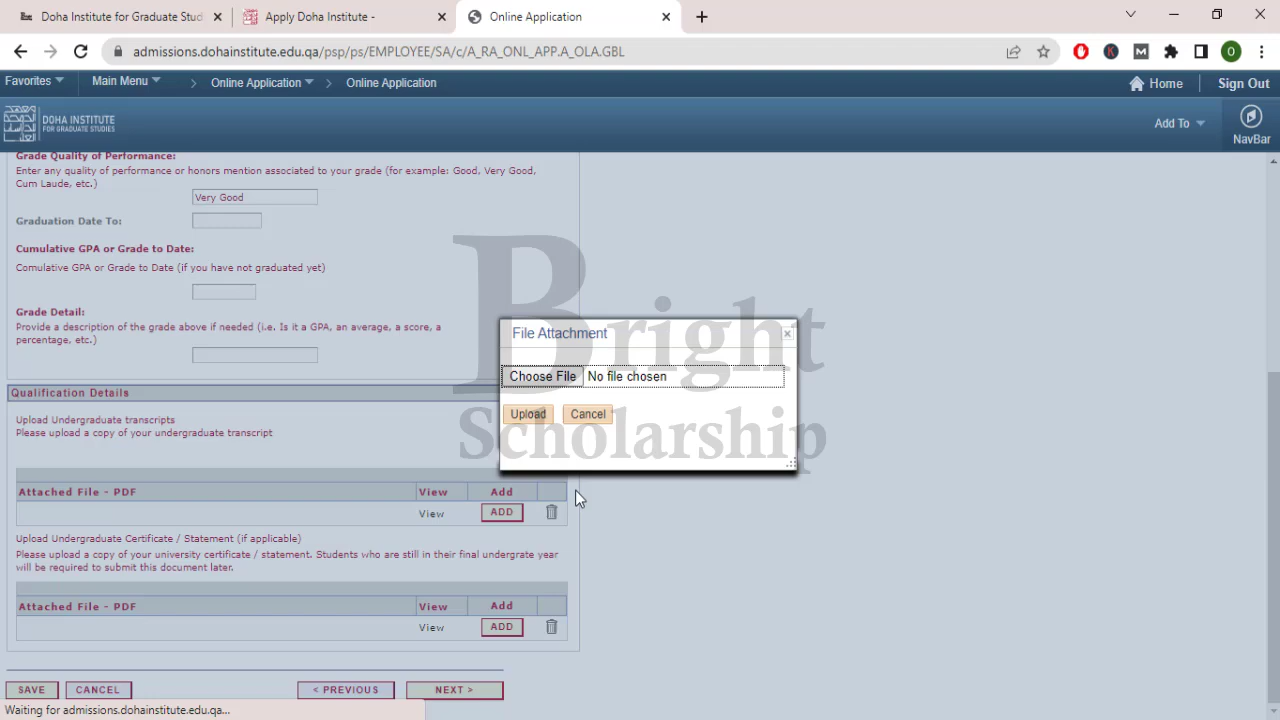 Doha Institute for Graduate Studi
Apply Doha Institute -
Online Application
admissions.dohainstitute.edu.qa/psp/ps/EMPLOYEE/SA/c/A_RA_ONL_APP.A_OLA.GBL
K
M
O
Favorites
Main Menu
Online Application
Online Application
Home
Sign Out
DOHA INSTITUTE
FOR GRADUATE STUDIES
Add To
NavBar
Grade Quality of Performance:
Enter any quality of performance or honors mention associated to your grade (for example: Good, Very Good,
Cum Laude, etc.)
Very Good
Graduation Date To:
Cumulative GPA or Grade to Date:
Comulative GPA or Grade to Date (if you have not graduated yet)
Grade Detail:
Provide a description of the grade above if needed (i.e. Is it a GPA, an average, a score, a
percentage, etc.)
Bright
Scholarship
File Attachment
Choose File No file chosen
Upload Cancel
Qualification Details
Upload Undergraduate transcripts
Please upload a copy of your undergraduate transcript
Attached File - PDF View Add
View ADD
Upload Undergraduate Certificate / Statement (if applicable)
Please upload a copy of your university certificate / statement. Students who are still in their final undergrate year
will be required to submit this document later.
Attached File - PDF View Add
View ADD
SAVE CANCEL < PREVIOUS NEXT >
Waiting for admissions.dohainstitute.edu.qa...